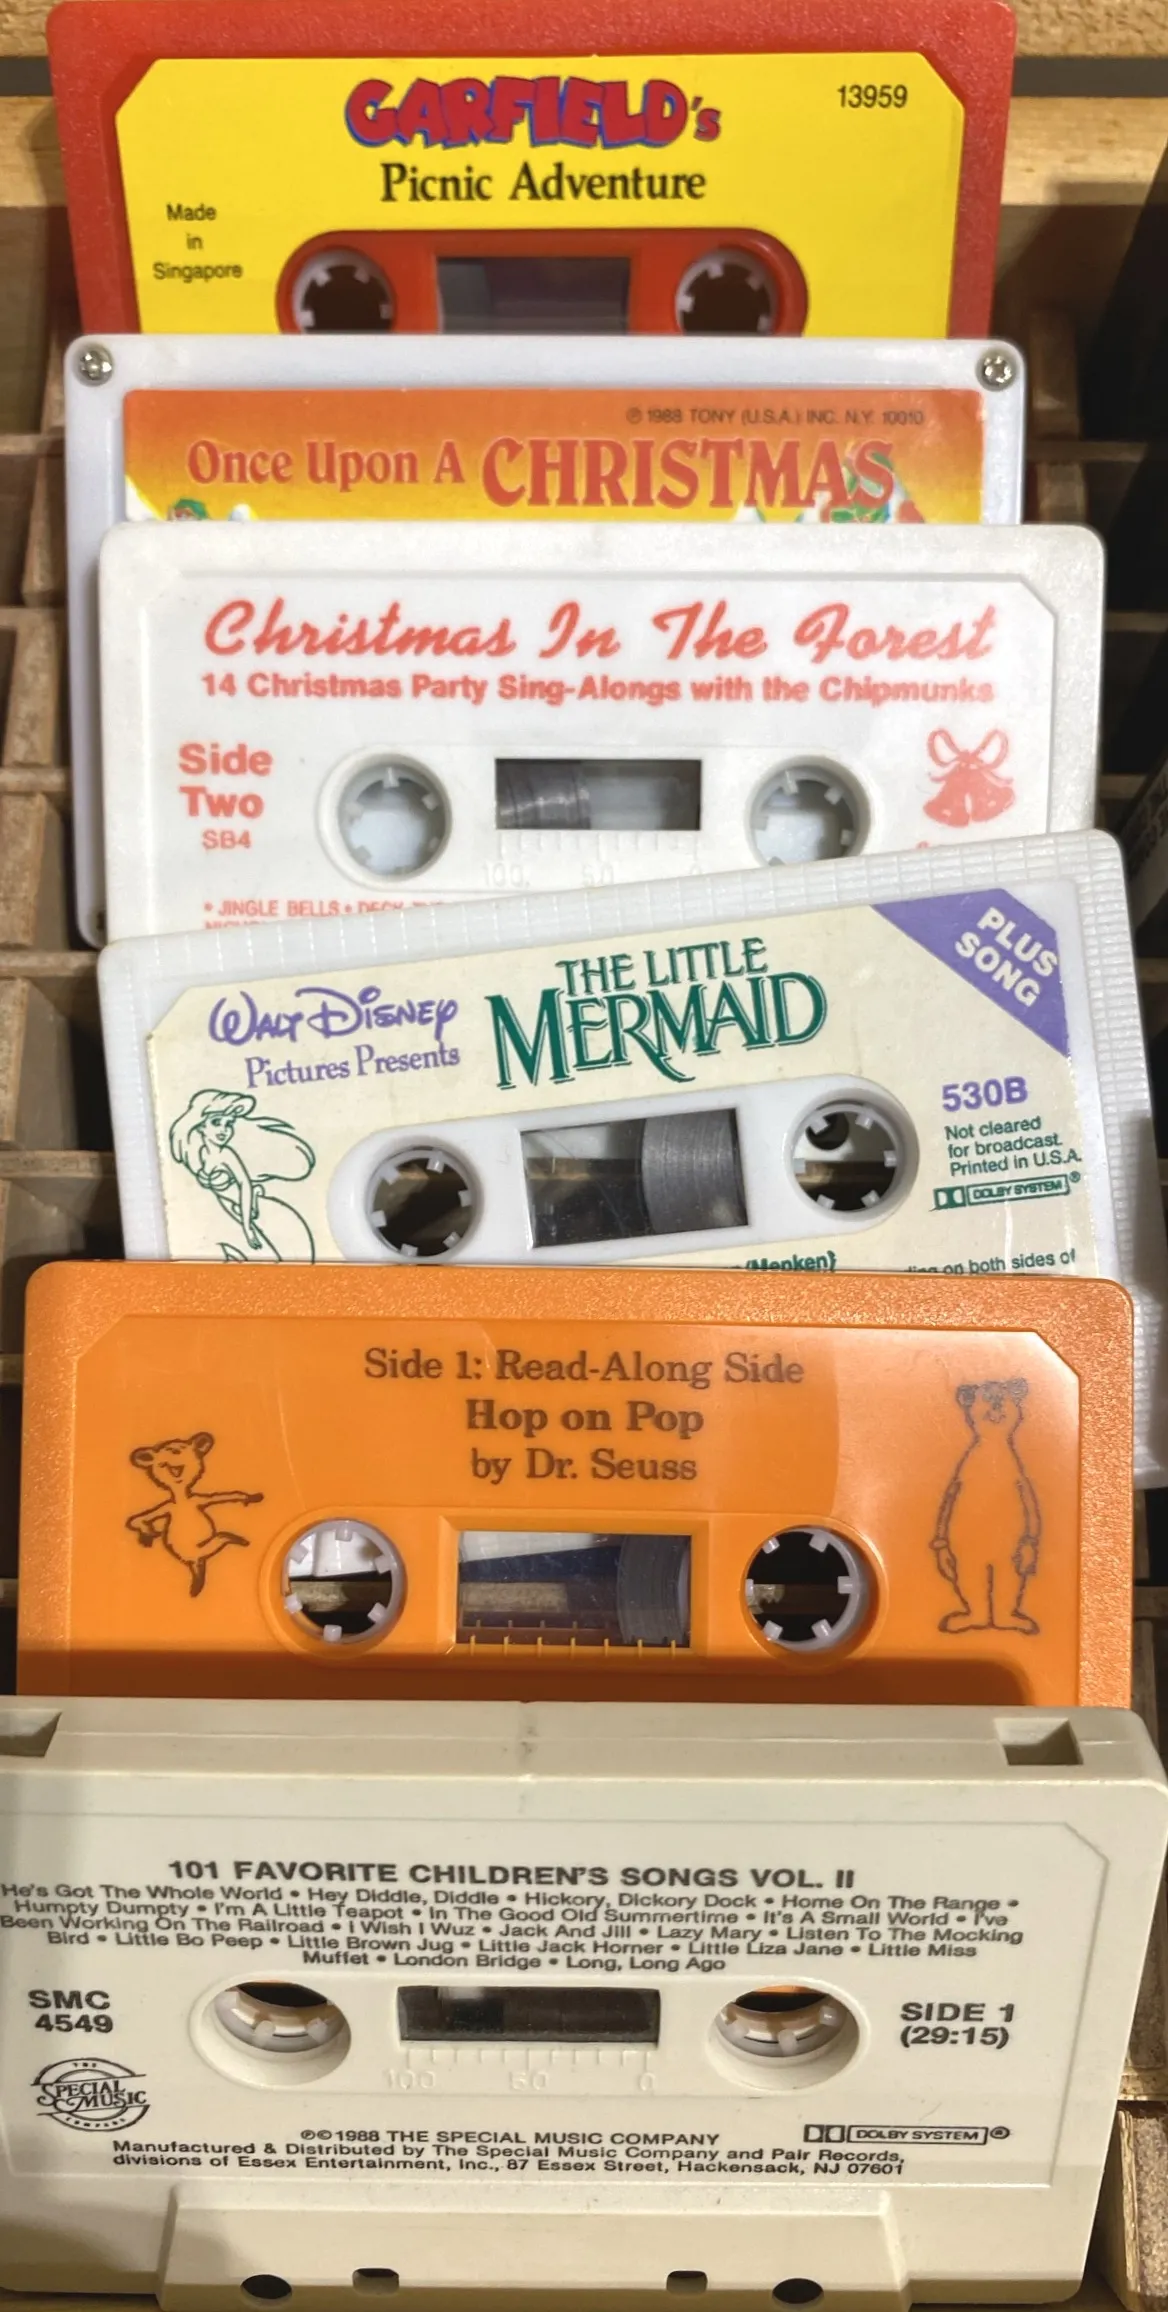 GARFIELD's
13959
Picnic Adventure
Made
in
Singapore
℗ 1988 TONY (U.S.A.) INC. N.Y. 10010
Once Upon A CHRISTMAS
Christmas In The Forest
14 Christmas Party Sing-Alongs with the Chipmunks
Side
Two
SB4
100 50 0
• JINGLE BELLS • DECK
PLUS
SONG
WALT DISNEY
Pictures Presents
THE LITTLE
MERMAID
530B
Not cleared
for broadcast.
Printed in U.S.A.
DOLBY SYSTEM®
Menken}
on both sides of
Side 1: Read-Along Side
Hop on Pop
by Dr. Seuss
101 FAVORITE CHILDREN'S SONGS VOL. II
He's Got The Whole World • Hey Diddle, Diddle • Hickory, Dickory Dock • Home On The Range •
Humpty Dumpty • I'm A Little Teapot • In The Good Old Summertime • It's A Small World • I've
Been Working On The Railroad • I Wish I Wuz • Jack And Jill • Lazy Mary • Listen To The Mocking
Bird • Little Bo Peep • Little Brown Jug • Little Jack Horner • Little Liza Jane • Little Miss
Muffet • London Bridge • Long, Long Ago
SMC
4549
SIDE 1
(29:15)
100 50 0
THE
SPECIAL
MUSIC
COMPANY
℗©1988 THE SPECIAL MUSIC COMPANY
DOLBY SYSTEM®
Manufactured & Distributed by The Special Music Company and Pair Records,
divisions of Essex Entertainment, Inc., 87 Essex Street, Hackensack, NJ 07601